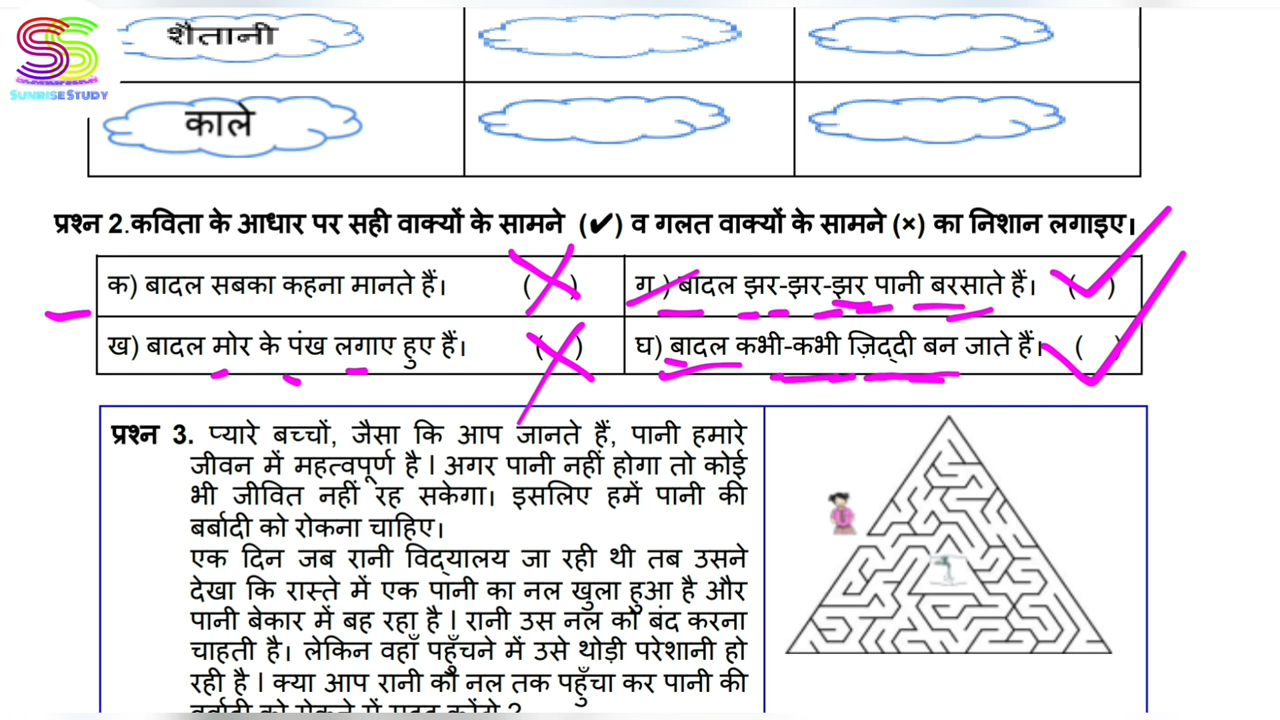 SUNRISE STUDY
शैतानी
काले
प्रश्न 2.कविता के आधार पर सही वाक्यों के सामने (✔) व गलत वाक्यों के सामने (×) का निशान लगाइए।
क) बादल सबका कहना मानते हैं। ( ) ग ) बादल झर-झर-झर पानी बरसाते हैं। ( )
ख) बादल मोर के पंख लगाए हुए हैं। ( ) घ) बादल कभी-कभी ज़िद्दी बन जाते हैं। ( )
प्रश्न 3. प्यारे बच्चों, जैसा कि आप जानते हैं, पानी हमारे
जीवन में महत्वपूर्ण है। अगर पानी नहीं होगा तो कोई
भी जीवित नहीं रह सकेगा। इसलिए हमें पानी की
बर्बादी को रोकना चाहिए।
एक दिन जब रानी विद्यालय जा रही थी तब उसने
देखा कि रास्ते में एक पानी का नल खुला हुआ है और
पानी बेकार में बह रहा है। रानी उस नल को बंद करना
चाहती है। लेकिन वहाँ पहुँचने में उसे थोड़ी परेशानी हो
रही है। क्या आप रानी को नल तक पहुँचा कर पानी की